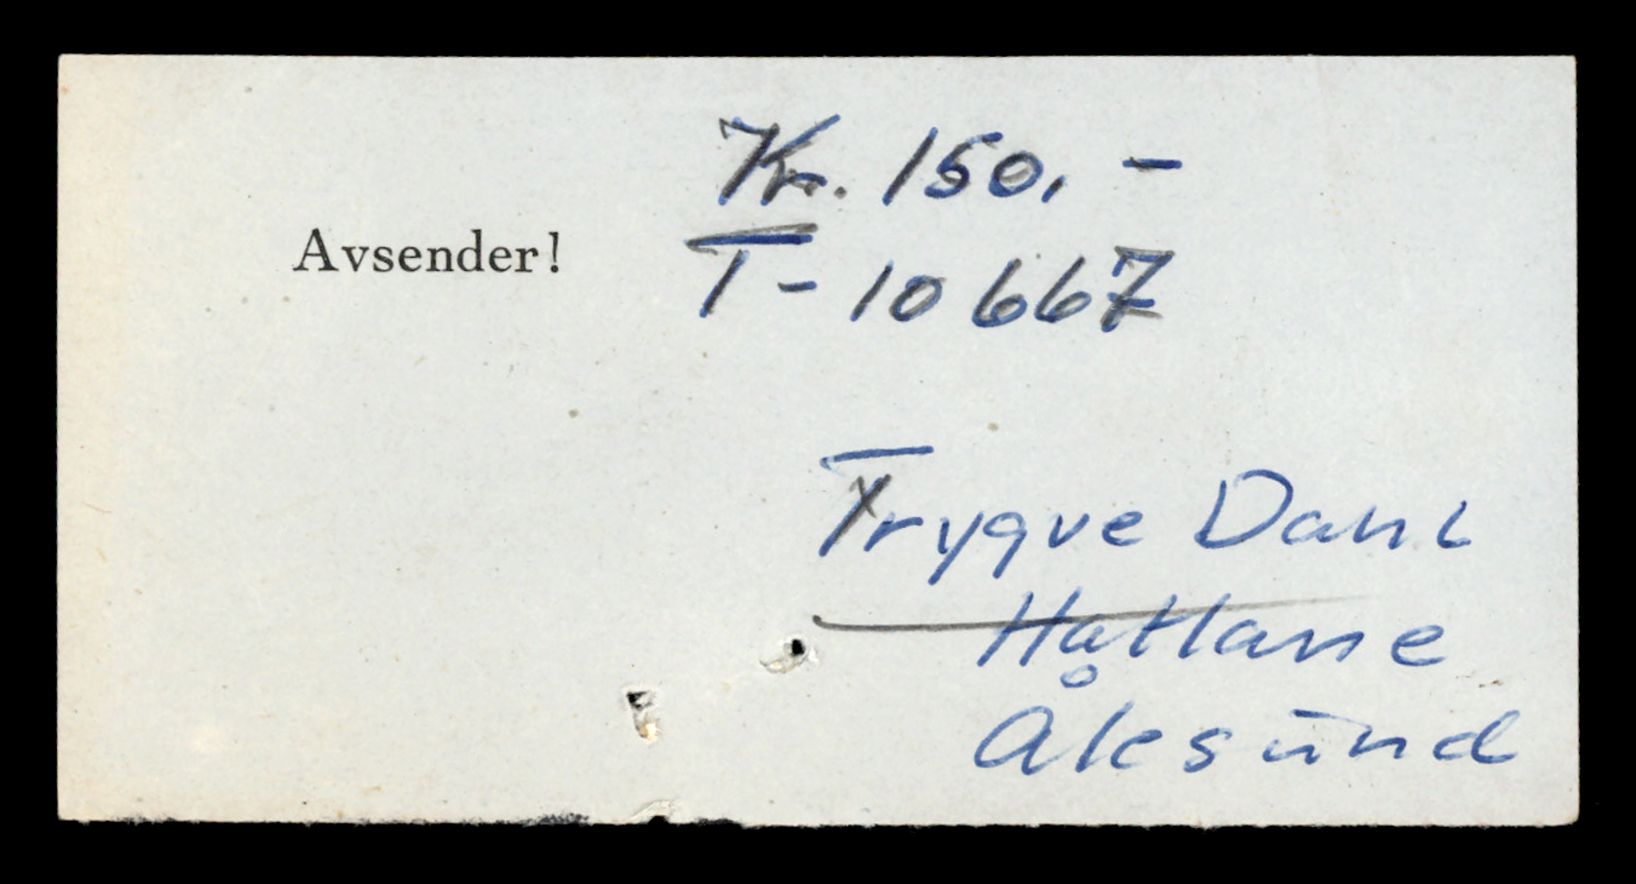 Kr. 150,-
Avsender!
T-10667
Trygve Dahl
Hatlane
Ålesund